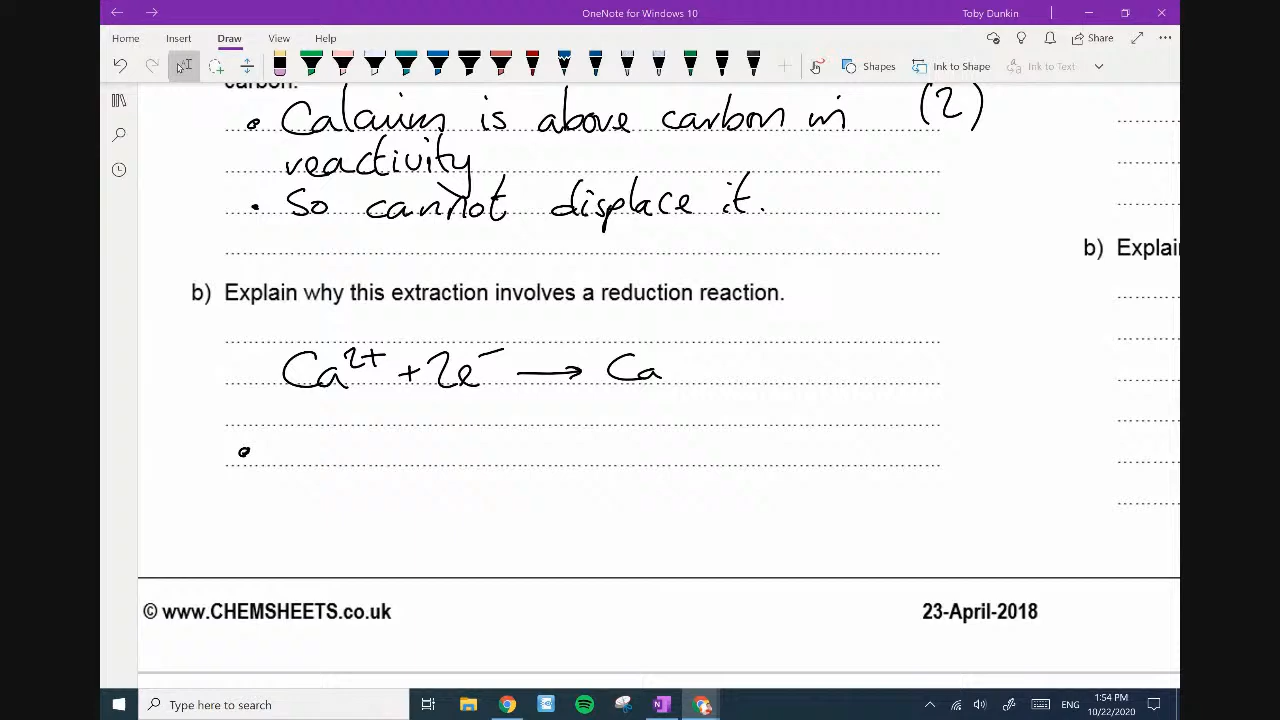 OneNote for Windows 10
Toby Dunkin
Home Insert Draw View Help
Share
Shapes Ink to Shape Ink to Text
carbon.
• Calaium is above carbon in (2)
reactivity
• So cannot displace it.
b) Explai
b) Explain why this extraction involves a reduction reaction.
Ca²⁺ + 2e⁻ → Ca
•
© www.CHEMSHEETS.co.uk 23-April-2018
Type here to search
1:54 PM
10/22/2020